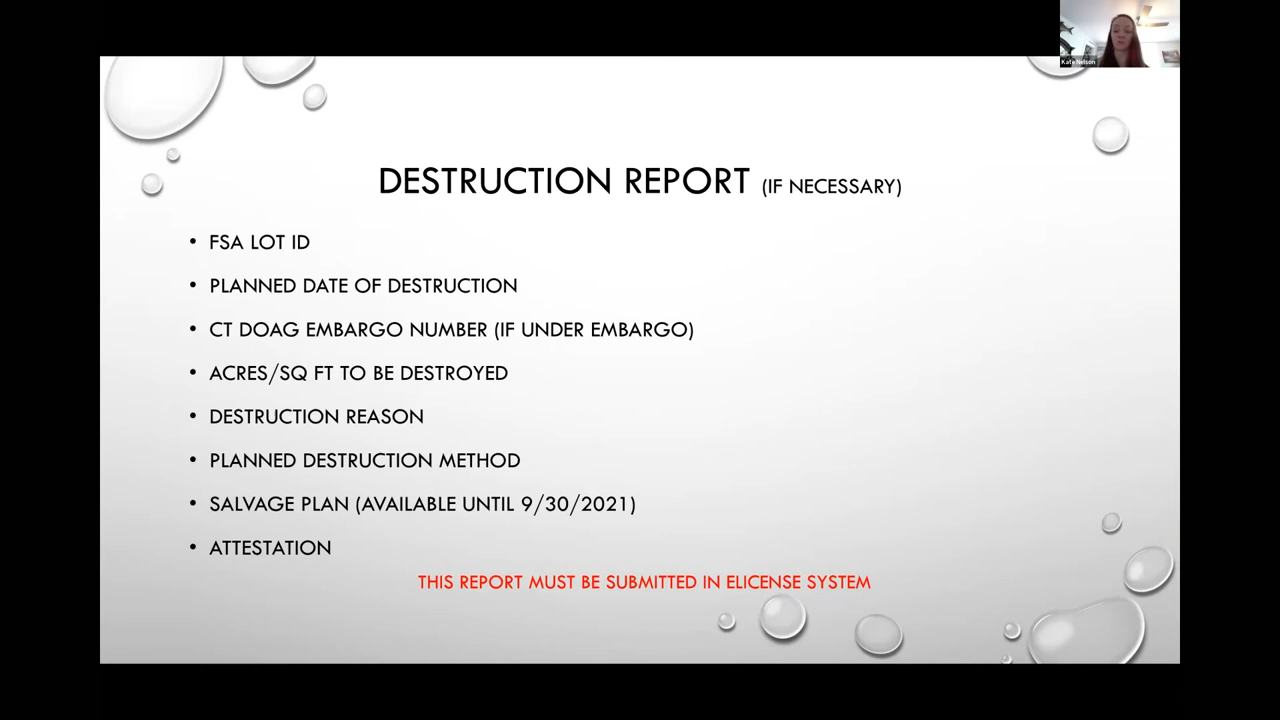 Kate Nelson
DESTRUCTION REPORT (IF NECESSARY)
• FSA LOT ID
• PLANNED DATE OF DESTRUCTION
• CT DOAG EMBARGO NUMBER (IF UNDER EMBARGO)
• ACRES/SQ FT TO BE DESTROYED
• DESTRUCTION REASON
• PLANNED DESTRUCTION METHOD
• SALVAGE PLAN (AVAILABLE UNTIL 9/30/2021)
• ATTESTATION
THIS REPORT MUST BE SUBMITTED IN ELICENSE SYSTEM